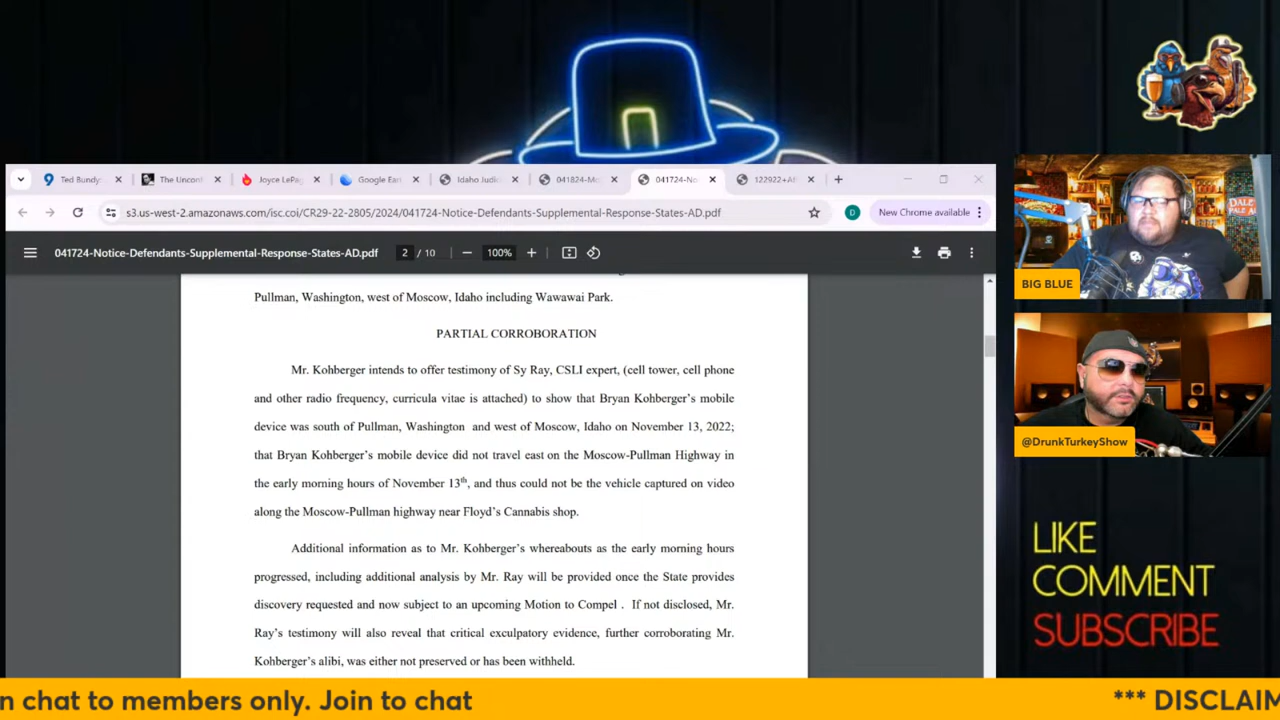 Ted Bundy:
The Uncon
Joyce LePa
Google Ear
Idaho Judi
041824-Mo
041724-No
122922+A
s3.us-west-2.amazonaws.com/isc.coi/CR29-22-2805/2024/041724-Notice-Defendants-Supplemental-Response-States-AD.pdf
D
New Chrome available
041724-Notice-Defendants-Supplemental-Response-States-AD.pdf
2 / 10
100%
Pullman, Washington, west of Moscow, Idaho including Wawawai Park.
PARTIAL CORROBORATION
Mr. Kohberger intends to offer testimony of Sy Ray, CSLI expert, (cell tower, cell phone
and other radio frequency, curricula vitae is attached) to show that Bryan Kohberger's mobile
device was south of Pullman, Washington and west of Moscow, Idaho on November 13, 2022;
that Bryan Kohberger's mobile device did not travel east on the Moscow-Pullman Highway in
the early morning hours of November 13th, and thus could not be the vehicle captured on video
along the Moscow-Pullman highway near Floyd's Cannabis shop.
Additional information as to Mr. Kohberger's whereabouts as the early morning hours
progressed, including additional analysis by Mr. Ray will be provided once the State provides
discovery requested and now subject to an upcoming Motion to Compel . If not disclosed, Mr.
Ray's testimony will also reveal that critical exculpatory evidence, further corroborating Mr.
Kohberger's alibi, was either not preserved or has been withheld.
DALE'S
PALE A
BIG BLUE
@DrunkTurkeyShow
LIKE
COMMENT
SUBSCRIBE
n chat to members only. Join to chat
*** DISCLAIM